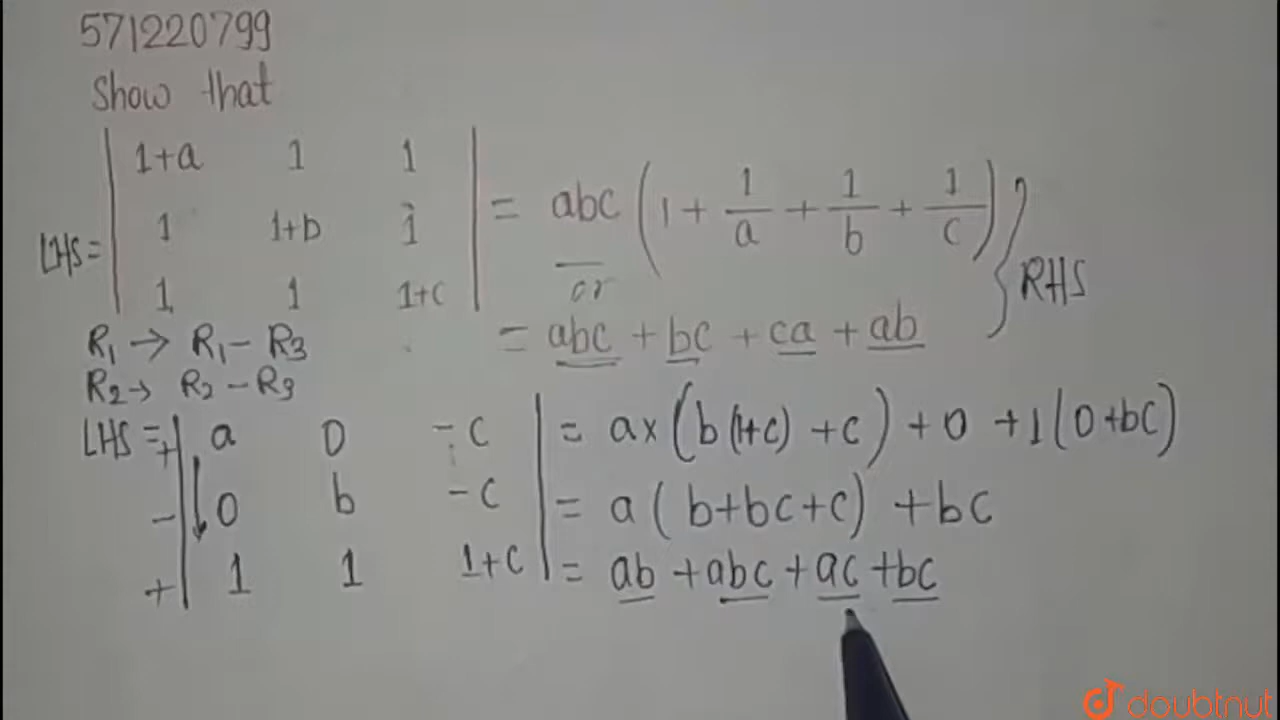 571220799
Show that
LHS = | 1+a 1 1 | = abc (1 + 1/a + 1/b + 1/c) } RHS
| 1 1+b 1 |
| 1 1 1+c | or
R1 → R1 - R3 = abc + bc + ca + ab
R2 → R2 - R3
LHS = + | a 0 -c | = a×(b(1+c) +c) + 0 + 1(0+bc)
- | 0 b -c | = a(b+bc+c) + bc
+ | 1 1 1+c | = ab + abc + ac + bc
doubtnut